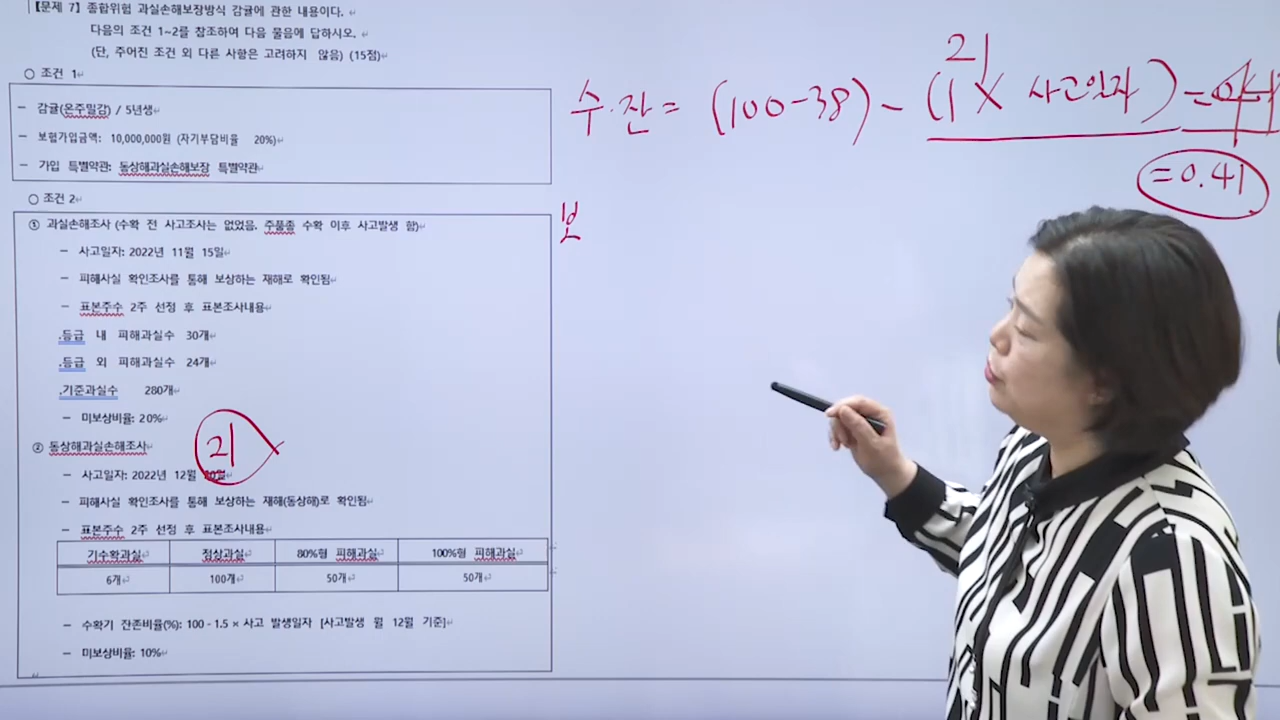 【문제 7】 종합위험 과실손해보장방식 감귤에 관한 내용이다.
다음의 조건 1~2를 참조하여 다음 물음에 답하시오.
(단, 주어진 조건 외 다른 사항은 고려하지 않음) (15점)
○ 조건 1
- 감귤(온주밀감) / 5년생
- 보험가입금액: 10,000,000원 (자기부담비율 20%)
- 가입 특별약관: 동상해과실손해보장 특별약관
○ 조건 2
① 과실손해조사 (수확 전 사고조사는 없었음. 주품종 수확 이후 사고발생 함)
- 사고일자: 2022년 11월 15일
- 피해사실 확인조사를 통해 보상하는 재해로 확인됨
- 표본주수 2주 선정 후 표본조사내용
.등급 내 피해과실수 30개
.등급 외 피해과실수 24개
.기준과실수 280개
- 미보상비율: 20%
② 동상해과실손해조사
21
- 사고일자: 2022년 12월
- 피해사실 확인조사를 통해 보상하는 재해(동상해)로 확인됨
- 표본주수 2주 선정 후 표본조사내용
기수확과실 정상과실 80%형 피해과실 100%형 피해과실
6개 100개 50개 50개
- 수확기 잔존비율(%): 100 - 1.5 × 사고 발생일자 [사고발생 월 12월 기준]
- 미보상비율: 10%
21
수.잔 = (100-38) - (1 × 사고일자)
= 0.41
보